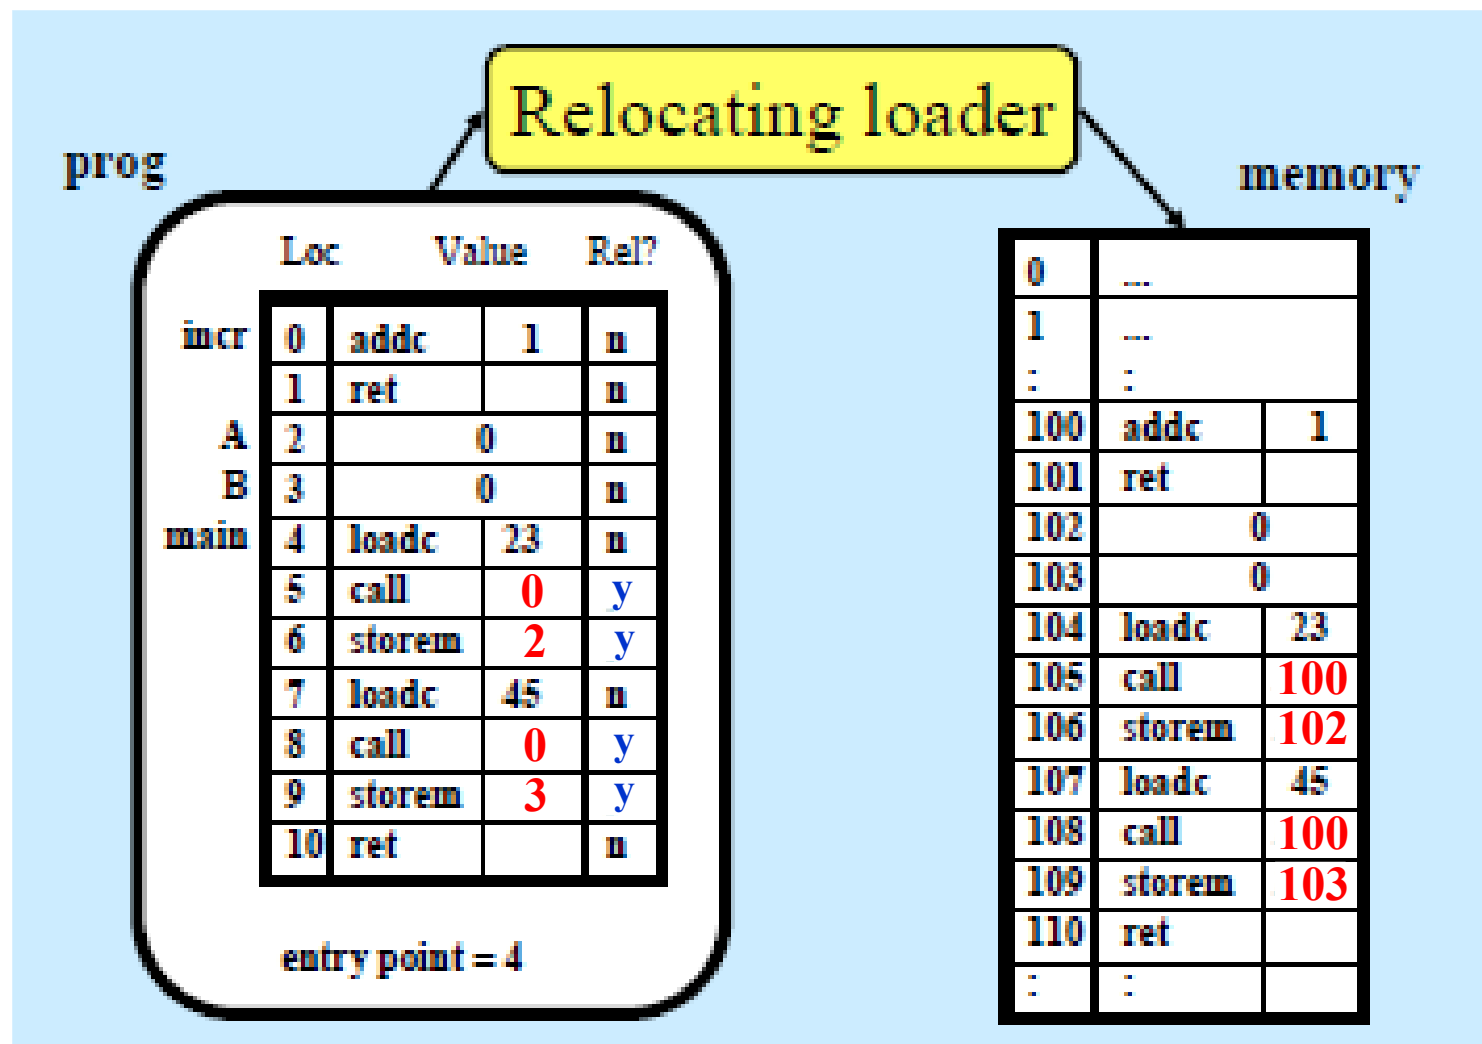 Relocating loader
prog
Loc Value Rel?
incr 0 addc 1 n
1 ret n
A 2 0 n
B 3 0 n
main 4 loadc 23 n
5 call 0 y
6 storem 2 y
7 loadc 45 n
8 call 0 y
9 storem 3 y
10 ret n
entry point = 4
memory
0 ...
1 ...
: :
100 addc 1
101 ret
102 0
103 0
104 loadc 23
105 call 100
106 storem 102
107 loadc 45
108 call 100
109 storem 103
110 ret
: :